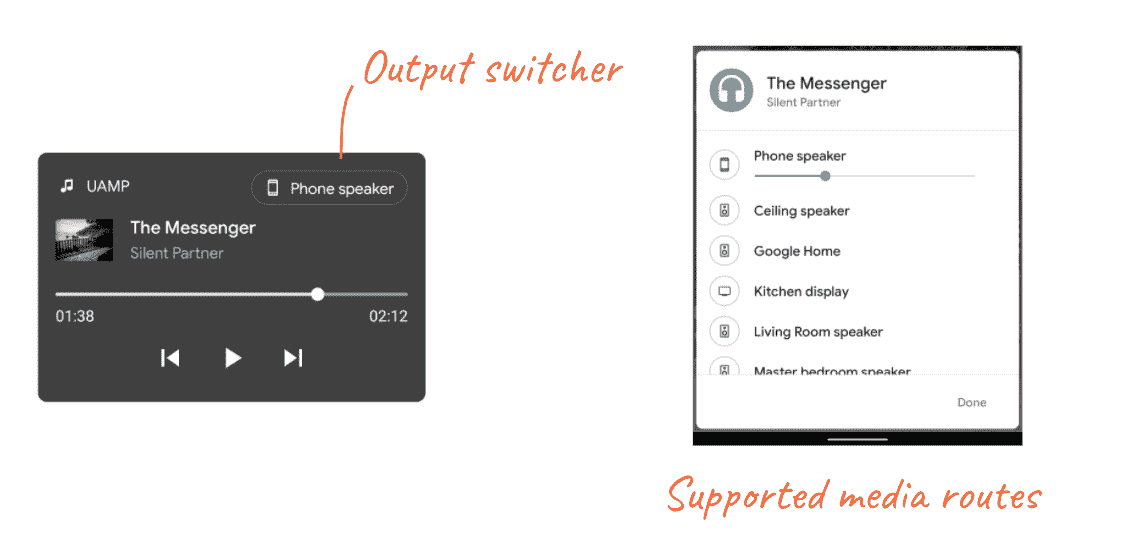 Output switcher
UAMP
Phone speaker
The Messenger
Silent Partner
01:38
02:12
The Messenger
Silent Partner
Phone speaker
Ceiling speaker
Google Home
Kitchen display
Living Room speaker
Master bedroom speaker
Done
Supported media routes